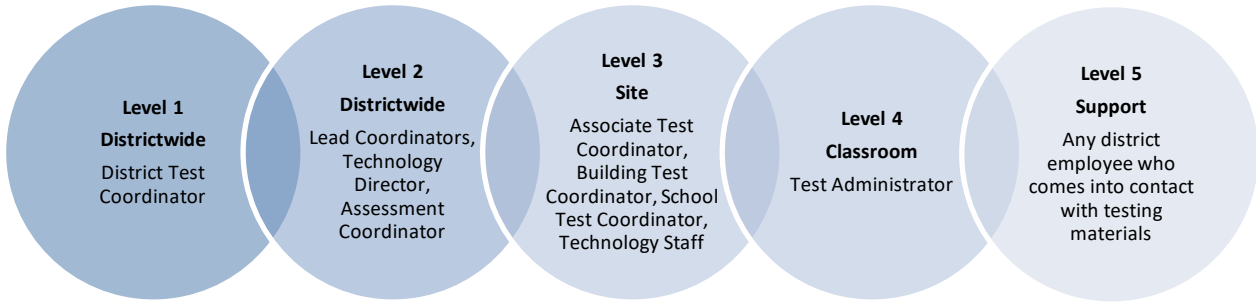 Level 1
Districtwide
District Test
Coordinator
Level 2
Districtwide
Lead Coordinators,
Technology
Director,
Assessment
Coordinator
Level 3
Site
Associate Test
Coordinator,
Building Test
Coordinator, School
Test Coordinator,
Technology Staff
Level 4
Classroom
Test Administrator
Level 5
Support
Any district
employee who
comes into contact
with testing
materials